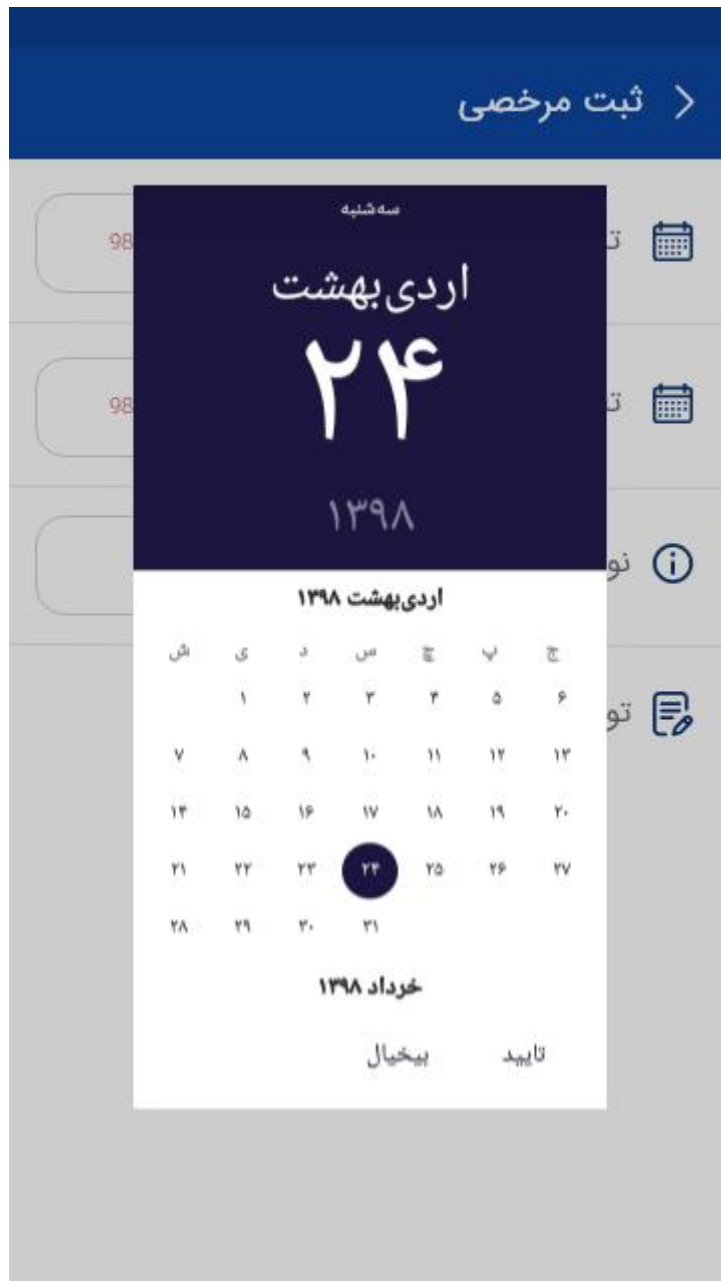 ثبت مرخصی
سه‌شنبه
اردی‌بهشت
۲۴
۱۳۹۸
98
98
اردی‌بهشت ۱۳۹۸
ش ی د س چ پ ج
۱ ۲ ۳ ۴ ۵ ۶
۷ ۸ ۹ ۱۰ ۱۱ ۱۲ ۱۳
۱۴ ۱۵ ۱۶ ۱۷ ۱۸ ۱۹ ۲۰
۲۱ ۲۲ ۲۳ ۲۴ ۲۵ ۲۶ ۲۷
۲۸ ۲۹ ۳۰ ۳۱
خرداد ۱۳۹۸
تایید بیخیال